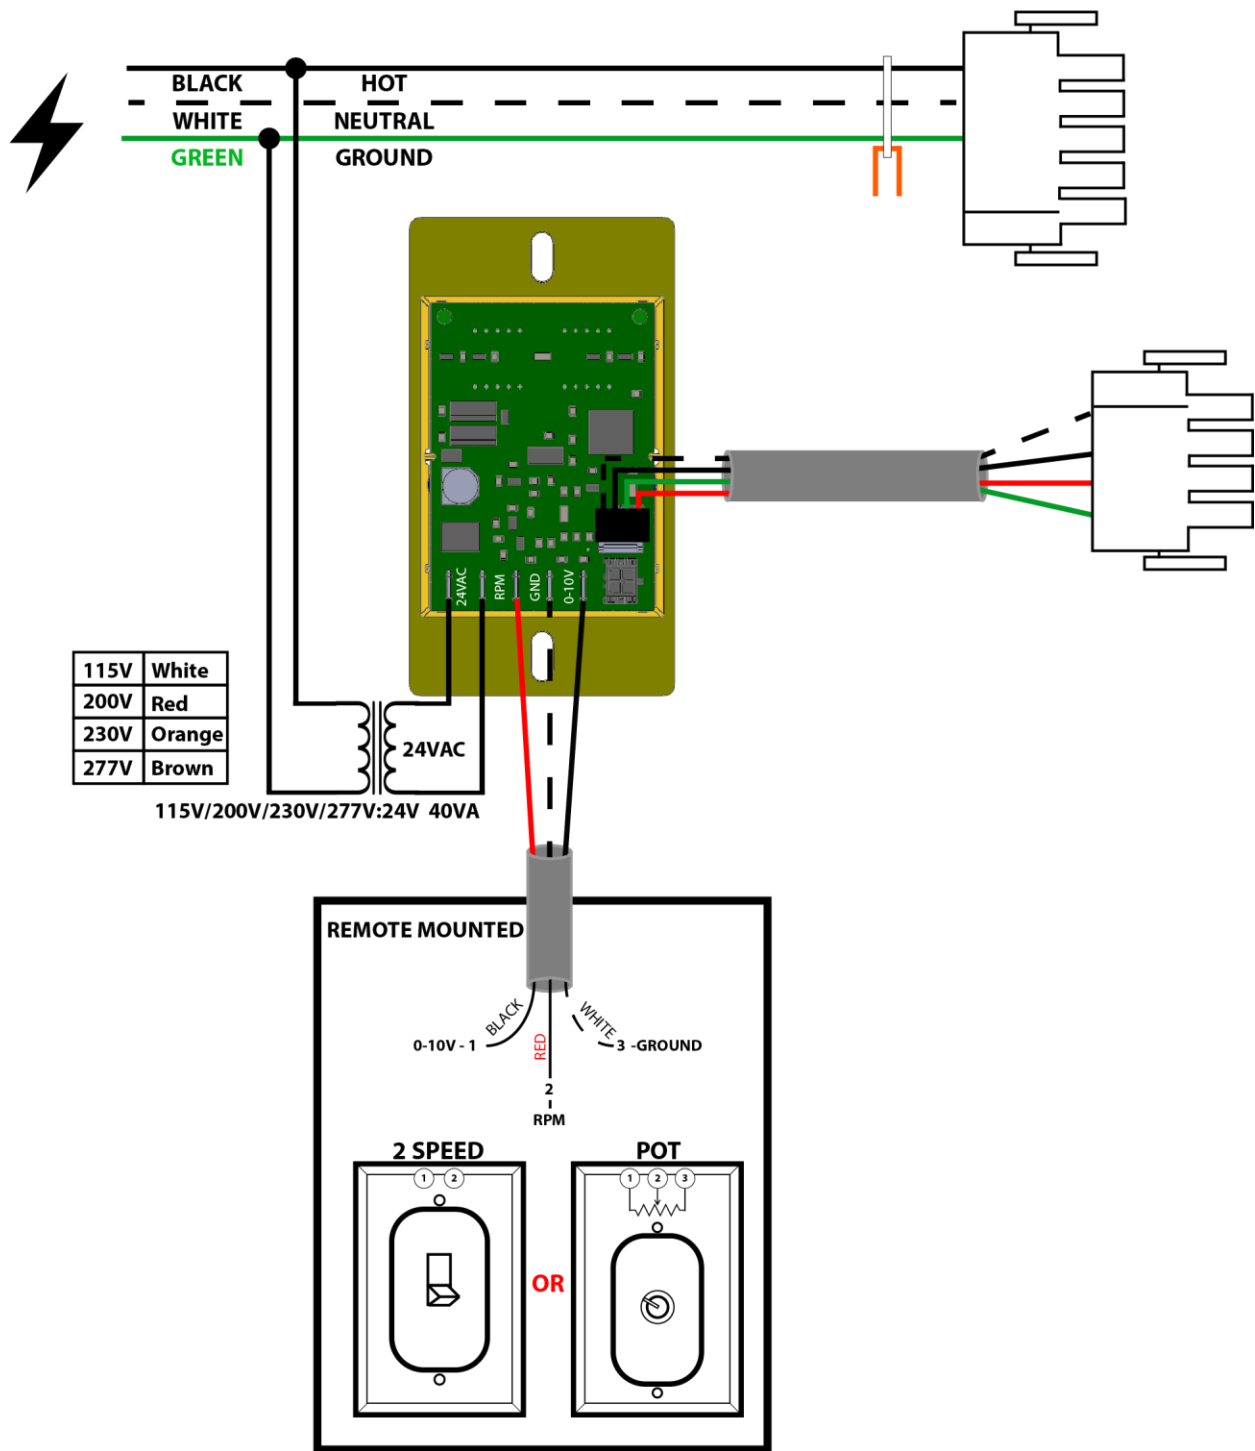 BLACK HOT
WHITE NEUTRAL
GREEN GROUND
24VAC RPM GND 0-10V
115V White
200V Red
230V Orange
277V Brown
24VAC
115V/200V/230V/277V:24V 40VA
REMOTE MOUNTED
BLACK RED WHITE
0-10V - 1
3 -GROUND
2
RPM
2 SPEED POT
1 2 1 2 3
OR